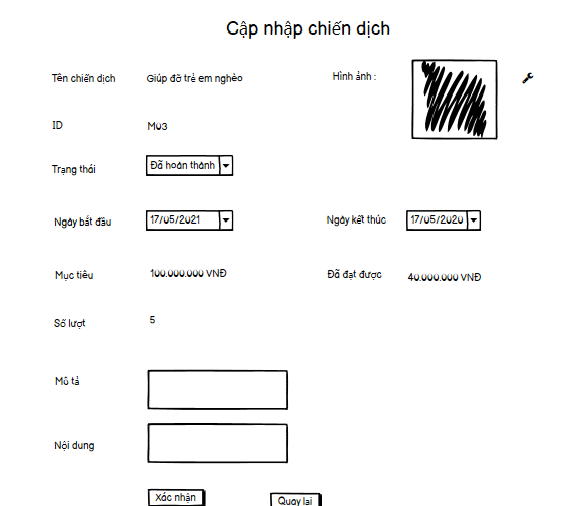 Cập nhập chiến dịch
Tên chiến dịch Giúp đỡ trẻ em nghèo Hình ảnh :
ID M03
Trạng thái Đã hoàn thành
Ngày bắt đầu 17/05/2021 Ngày kết thúc 17/05/2020
Mục tiêu 100.000.000 VNĐ Đã đạt được 40.000.000 VNĐ
Số lượt 5
Mô tả
Nội dung
Xác nhận Quay lại